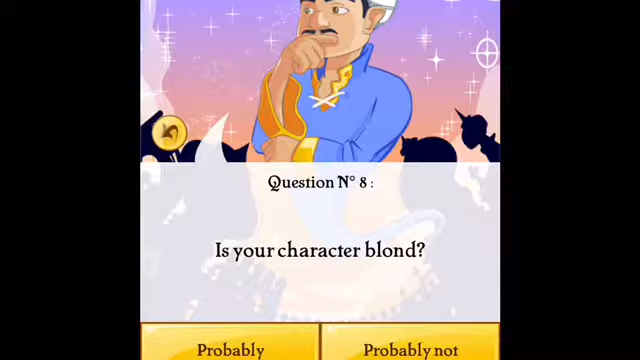 Question N° 8 :
Is your character blond?
Probably
Probably not